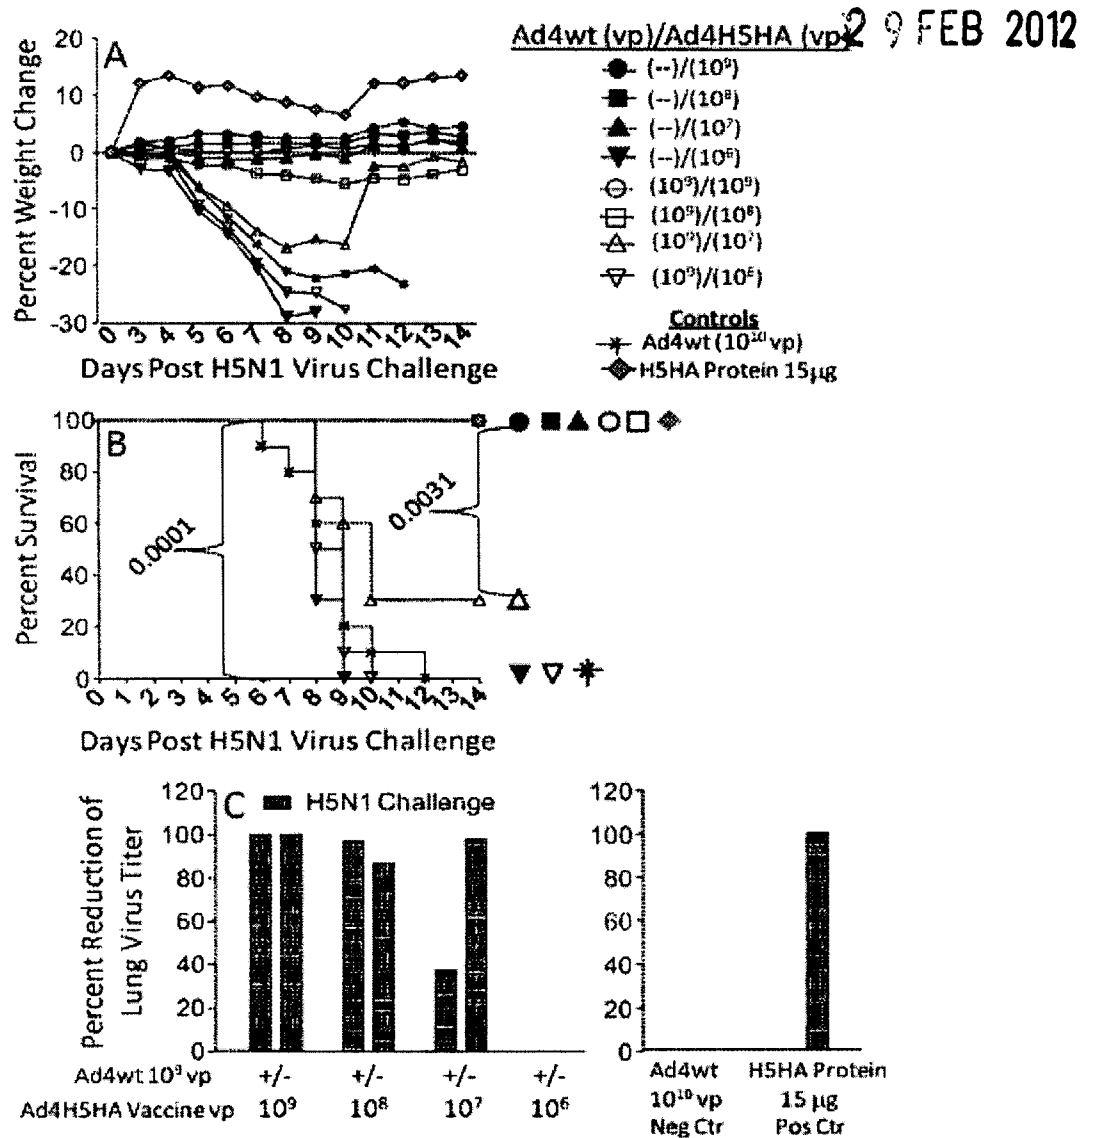 29 FEB 2012
Ad4wt (vp)/Ad4H5HA (vp)
(--)/(10⁹)
(--)/(10⁸)
(--)/(10⁷)
(--)/(10⁶)
(10⁹)/(10⁹)
(10⁹)/(10⁸)
(10⁹)/(10⁷)
(10⁹)/(10⁶)
Controls
Ad4wt (10¹⁰ vp)
H5HA Protein 15µg
A
Percent Weight Change
20
10
0
-10
-20
-30
0 3 4 5 6 7 8 9 10 11 12 13 14
Days Post H5N1 Virus Challenge
B
Percent Survival
100
80
60
40
20
0
0.0001
0.0031
0 1 2 3 4 5 6 7 8 9 10 11 12 13 14
Days Post H5N1 Virus Challenge
C
H5N1 Challenge
Percent Reduction of
Lung Virus Titer
120
100
80
60
40
20
0
Ad4wt 10⁹ vp +/- +/- +/- +/-
Ad4H5HA Vaccine vp 10⁹ 10⁸ 10⁷ 10⁶
120
100
80
60
40
20
0
Ad4wt
10¹⁰ vp
Neg Ctr
H5HA Protein
15 µg
Pos Ctr